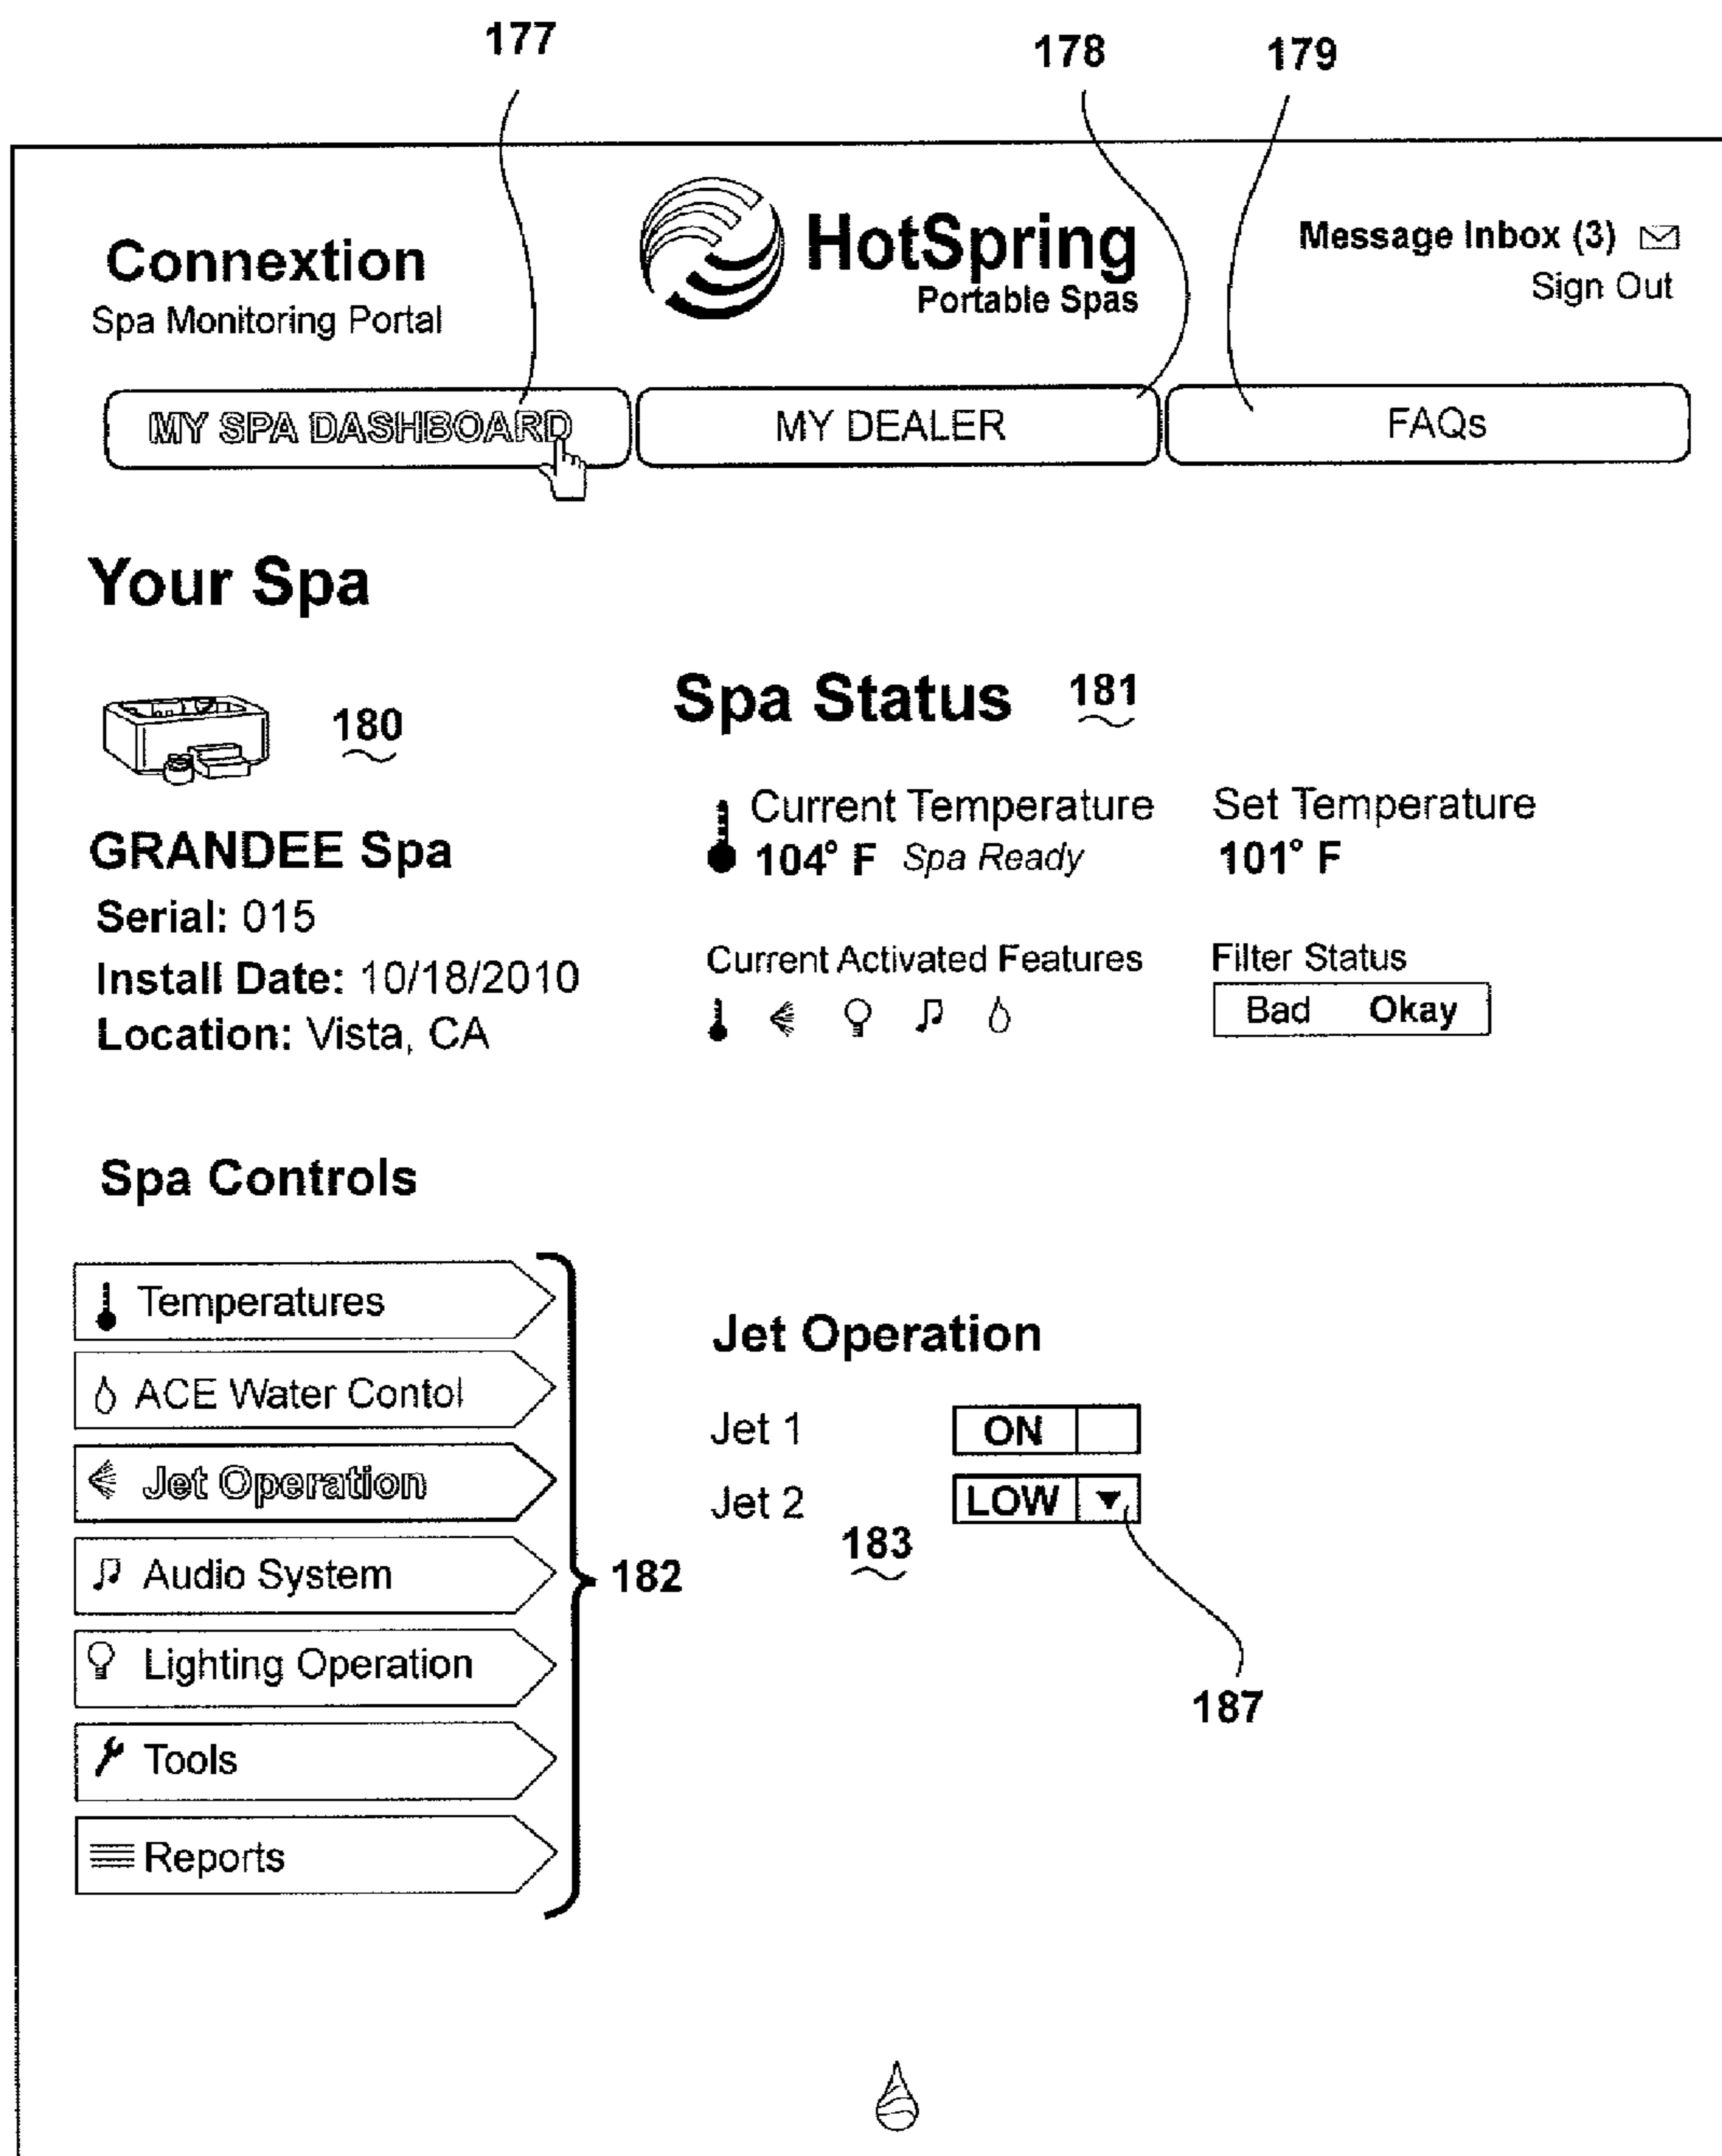 177
178
179
Connextion
Spa Monitoring Portal
HotSpring
Portable Spas
Message Inbox (3)
Sign Out
MY SPA DASHBOARD
MY DEALER
FAQs
Your Spa
180
GRANDEE Spa
Serial: 015
Install Date: 10/18/2010
Location: Vista, CA
Spa Status 181
Current Temperature
104° F Spa Ready
Set Temperature
101° F
Current Activated Features
Filter Status
Bad Okay
Spa Controls
Temperatures
ACE Water Contol
Jet Operation
Audio System
Lighting Operation
Tools
Reports
182
Jet Operation
Jet 1 ON
Jet 2 LOW
183
187